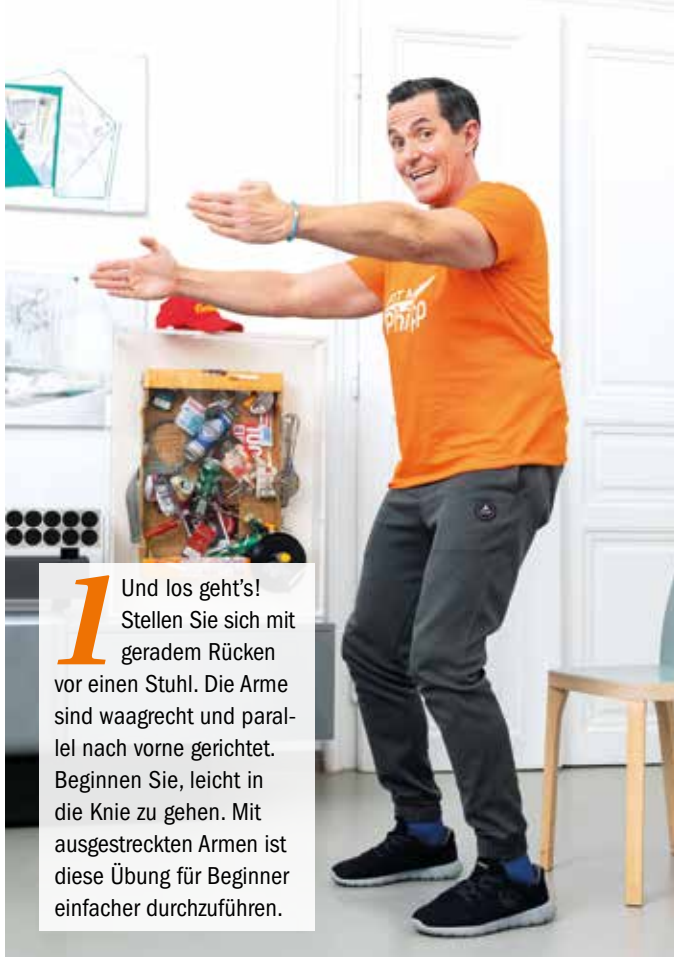 1 Und los geht’s!
Stellen Sie sich mit
geradem Rücken
vor einen Stuhl. Die Arme
sind waagrecht und paral-
lel nach vorne gerichtet.
Beginnen Sie, leicht in
die Knie zu gehen. Mit
ausgestreckten Armen ist
diese Übung für Beginner
einfacher durchzuführen.